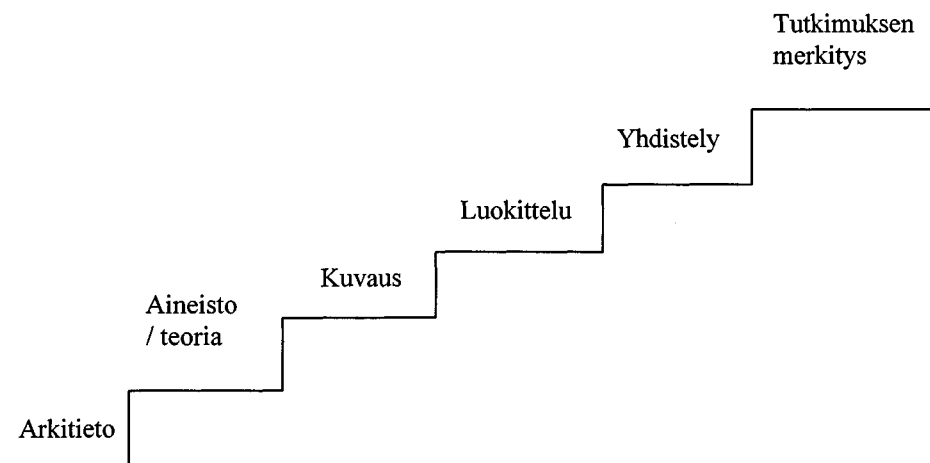 Tutkimuksen
merkitys
Yhdistely
Luokittelu
Kuvaus
Aineisto
/ teoria
Arkitieto